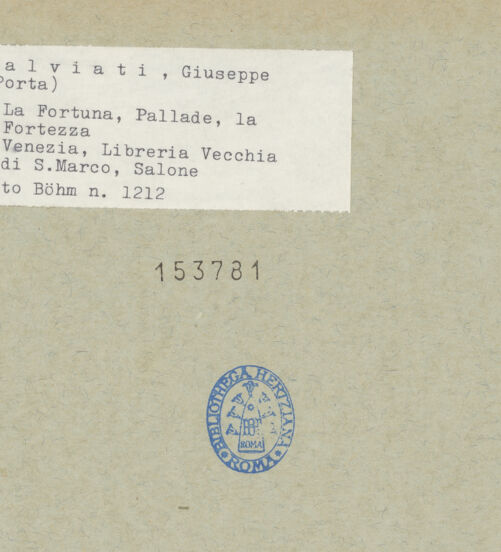 alviati, Giuseppe
Porta)
La Fortuna, Pallade, la
Fortezza
Venezia, Libreria Vecchia
di S.Marco, Salone
to Böhm n. 1212
153781
BIBLIOTHECA HERTZIANA
ROMA
ROMA